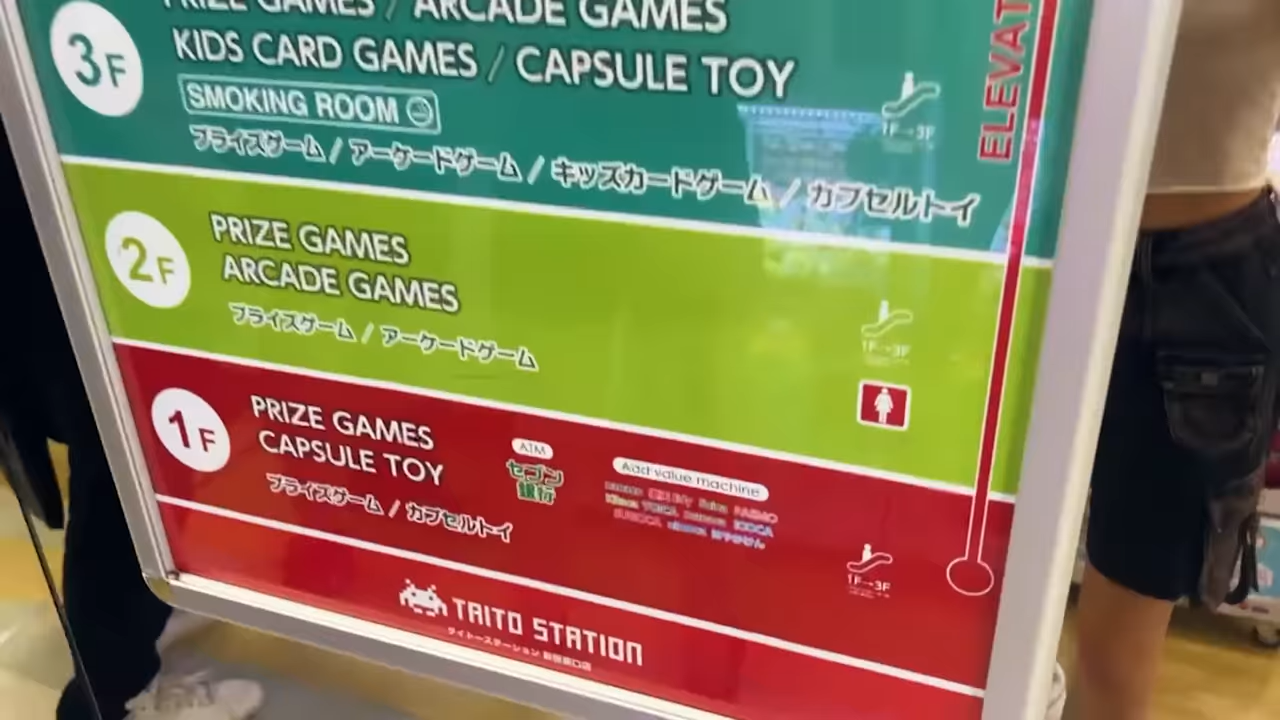 PRIZE GAMES / ARCADE GAMES
3F
KIDS CARD GAMES / CAPSULE TOY
SMOKING ROOM
プライズゲーム / アーケードゲーム / キッズカードゲーム / カプセルトイ
1F→3F
ELEVAT
2F
PRIZE GAMES
ARCADE GAMES
プライズゲーム / アーケードゲーム
1F→3F
1F
PRIZE GAMES
CAPSULE TOY
プライズゲーム / カプセルトイ
ATM
セブン
銀行
Add value machine
1F→3F
TAITO STATION
タイトーステーション